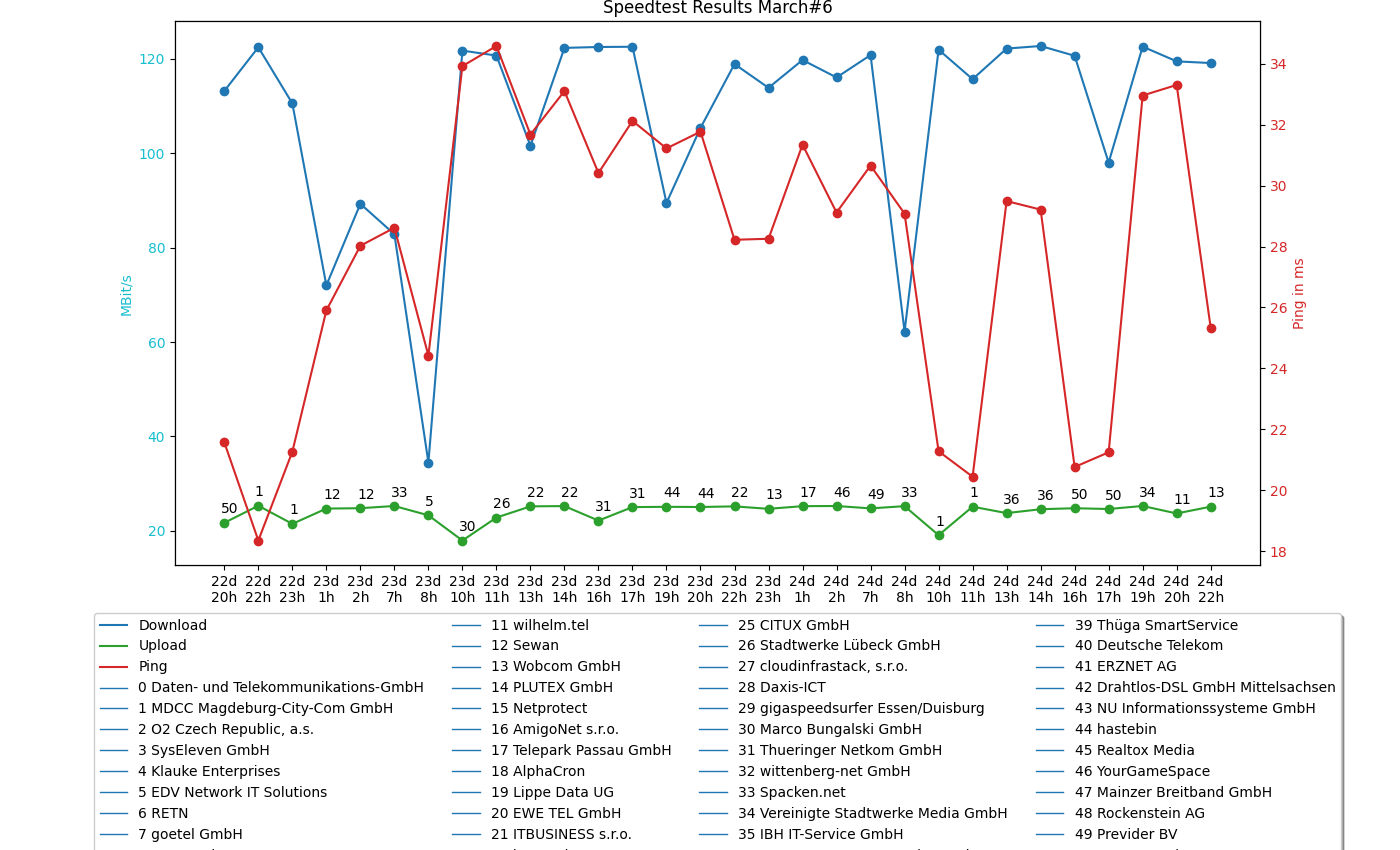 Speedtest Results March#6
120
100
80
60
40
20
MBit/s
34
32
30
28
26
24
22
20
18
Ping in ms
50 1 1 12 12 33 5 30 26 22 22 31 31 44 44 22 13 17 46 49 33 1 1 36 36 50 50 34 11 13
22d 22d 22d 23d 23d 23d 23d 23d 23d 23d 23d 23d 23d 23d 23d 23d 23d 24d 24d 24d 24d 24d 24d 24d 24d 24d 24d 24d 24d 24d
20h 22h 23h 1h 2h 7h 8h 10h 11h 13h 14h 16h 17h 19h 20h 22h 23h 1h 2h 7h 8h 10h 11h 13h 14h 16h 17h 19h 20h 22h
Download
Upload
Ping
0 Daten- und Telekommunikations-GmbH
1 MDCC Magdeburg-City-Com GmbH
2 O2 Czech Republic, a.s.
3 SysEleven GmbH
4 Klauke Enterprises
5 EDV Network IT Solutions
6 RETN
7 goetel GmbH
11 wilhelm.tel
12 Sewan
13 Wobcom GmbH
14 PLUTEX GmbH
15 Netprotect
16 AmigoNet s.r.o.
17 Telepark Passau GmbH
18 AlphaCron
19 Lippe Data UG
20 EWE TEL GmbH
21 ITBUSINESS s.r.o.
25 CITUX GmbH
26 Stadtwerke Lübeck GmbH
27 cloudinfrastack, s.r.o.
28 Daxis-ICT
29 gigaspeedsurfer Essen/Duisburg
30 Marco Bungalski GmbH
31 Thueringer Netkom GmbH
32 wittenberg-net GmbH
33 Spacken.net
34 Vereinigte Stadtwerke Media GmbH
35 IBH IT-Service GmbH
39 Thüga SmartService
40 Deutsche Telekom
41 ERZNET AG
42 Drahtlos-DSL GmbH Mittelsachsen
43 NU Informationssysteme GmbH
44 hastebin
45 Realtox Media
46 YourGameSpace
47 Mainzer Breitband GmbH
48 Rockenstein AG
49 Previder BV